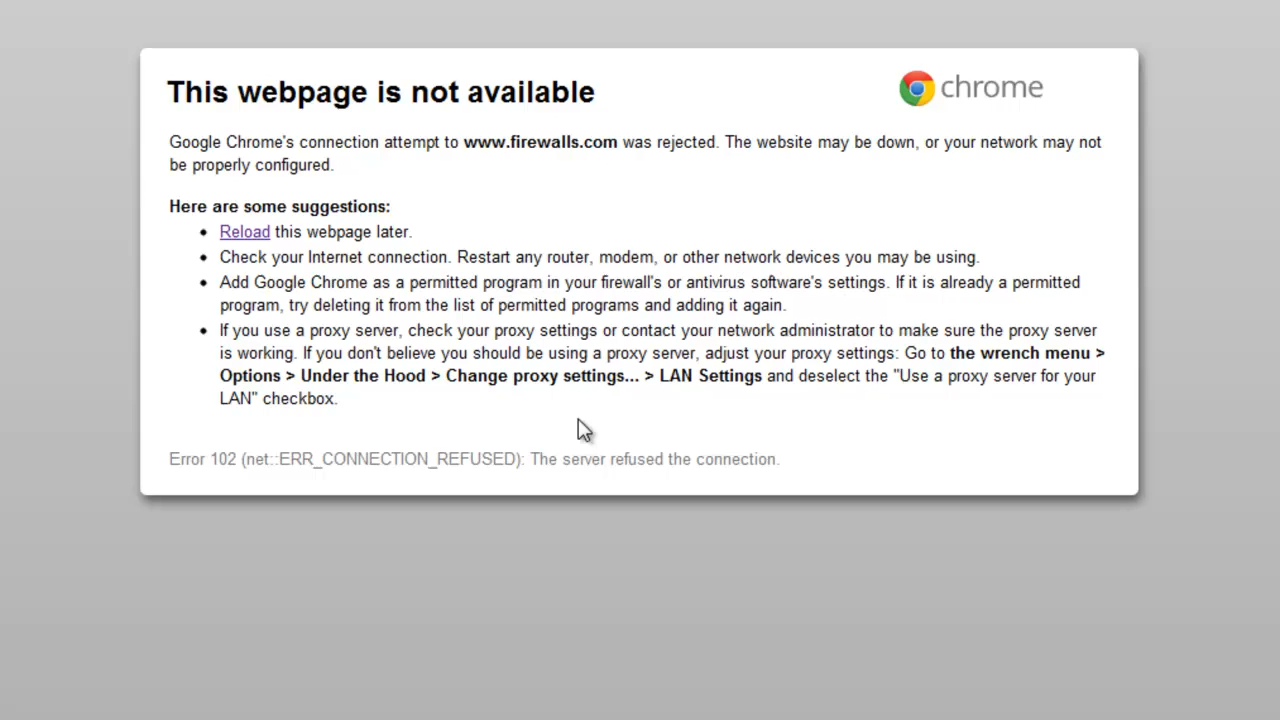 This webpage is not available
chrome
Google Chrome's connection attempt to www.firewalls.com was rejected. The website may be down, or your network may not
be properly configured.
Here are some suggestions:
• Reload this webpage later.
• Check your Internet connection. Restart any router, modem, or other network devices you may be using.
• Add Google Chrome as a permitted program in your firewall's or antivirus software's settings. If it is already a permitted
program, try deleting it from the list of permitted programs and adding it again.
• If you use a proxy server, check your proxy settings or contact your network administrator to make sure the proxy server
is working. If you don't believe you should be using a proxy server, adjust your proxy settings: Go to the wrench menu >
Options > Under the Hood > Change proxy settings... > LAN Settings and deselect the "Use a proxy server for your
LAN" checkbox.
Error 102 (net::ERR_CONNECTION_REFUSED): The server refused the connection.